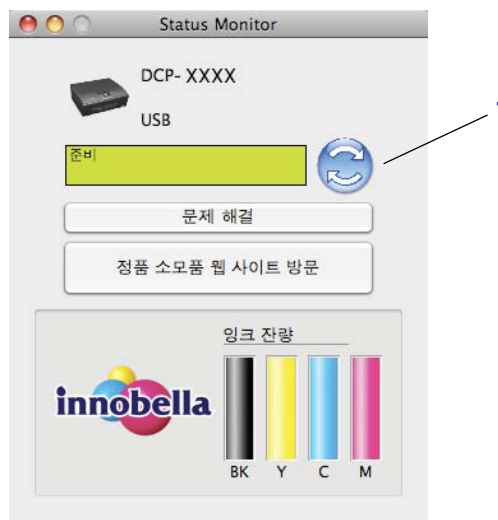 Status Monitor
DCP- XXXX
USB
준비
문제 해결
정품 소모품 웹 사이트 방문
잉크 잔량
innobella
BK Y C M